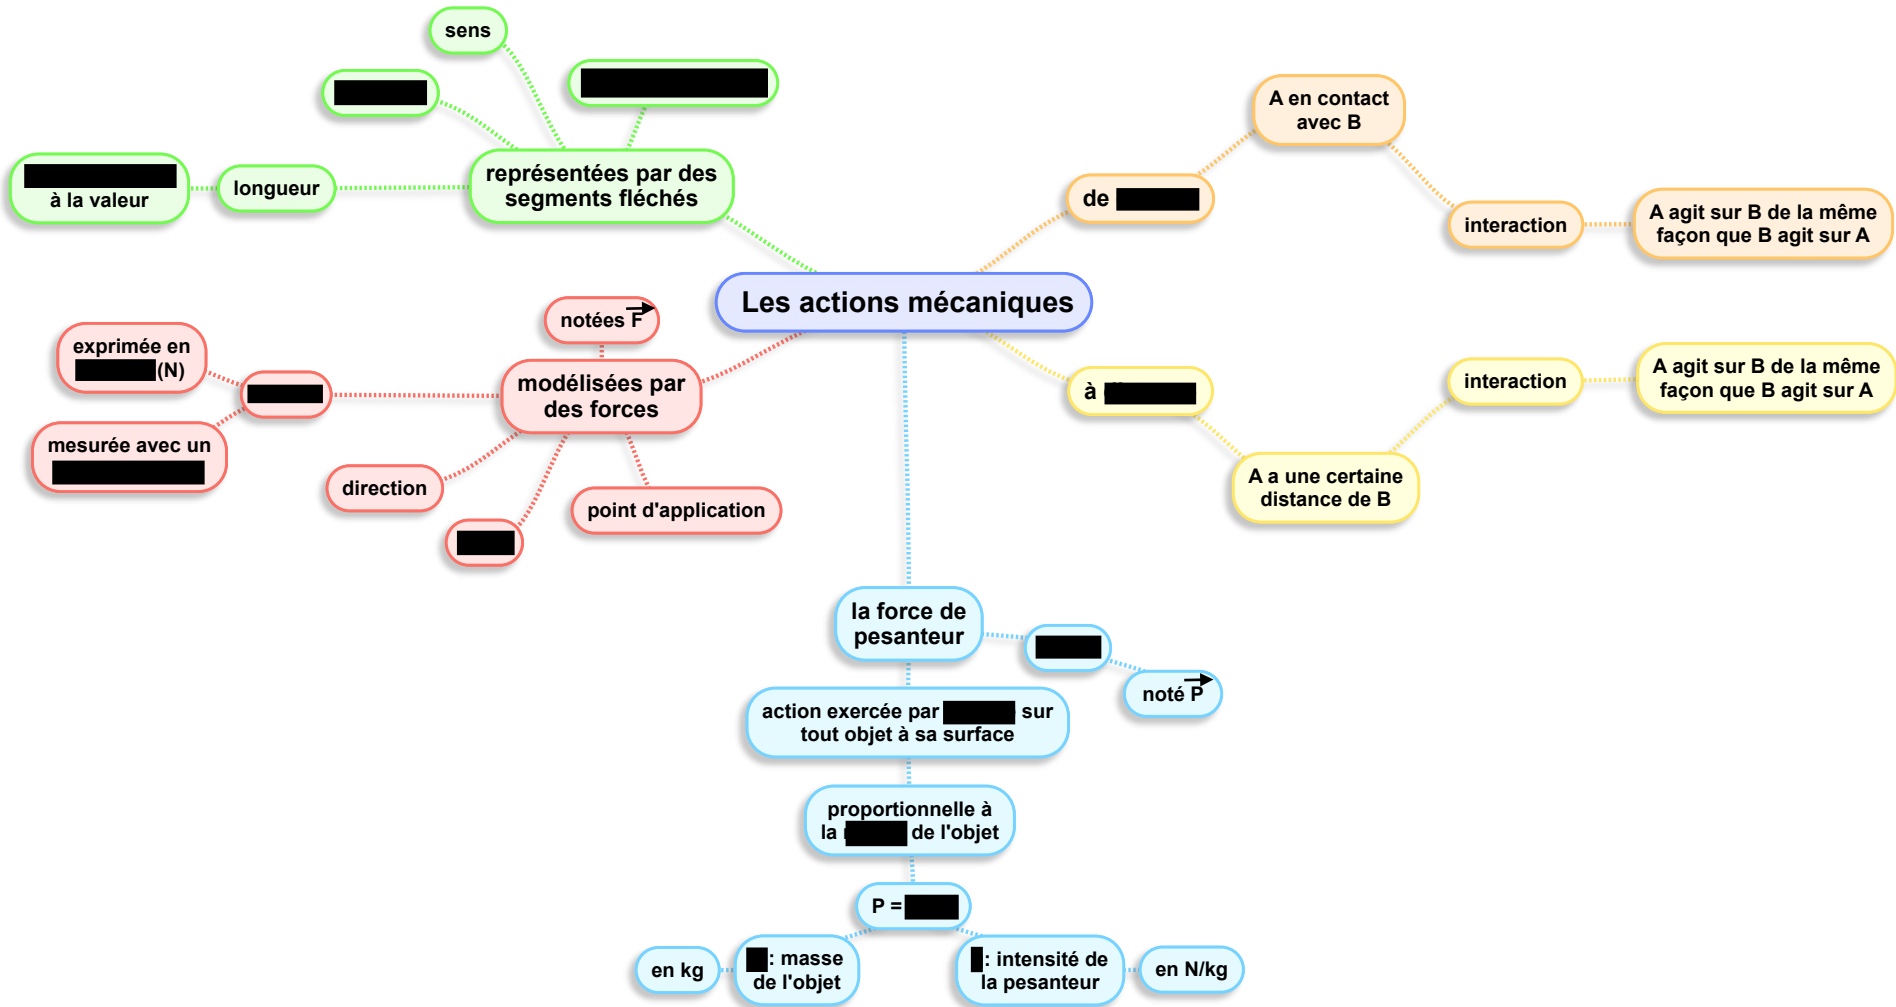 sens
à la valeur
longueur
représentées par des
segments fléchés
A en contact
avec B
de
interaction
A agit sur B de la même
façon que B agit sur A
Les actions mécaniques
notées F
exprimée en
(N)
modélisées par
des forces
mesurée avec un
direction
point d'application
à
interaction
A agit sur B de la même
façon que B agit sur A
A a une certaine
distance de B
la force de
pesanteur
noté P
action exercée par sur
tout objet à sa surface
proportionnelle à
la de l'objet
P =
en kg
: masse
de l'objet
: intensité de
la pesanteur
en N/kg